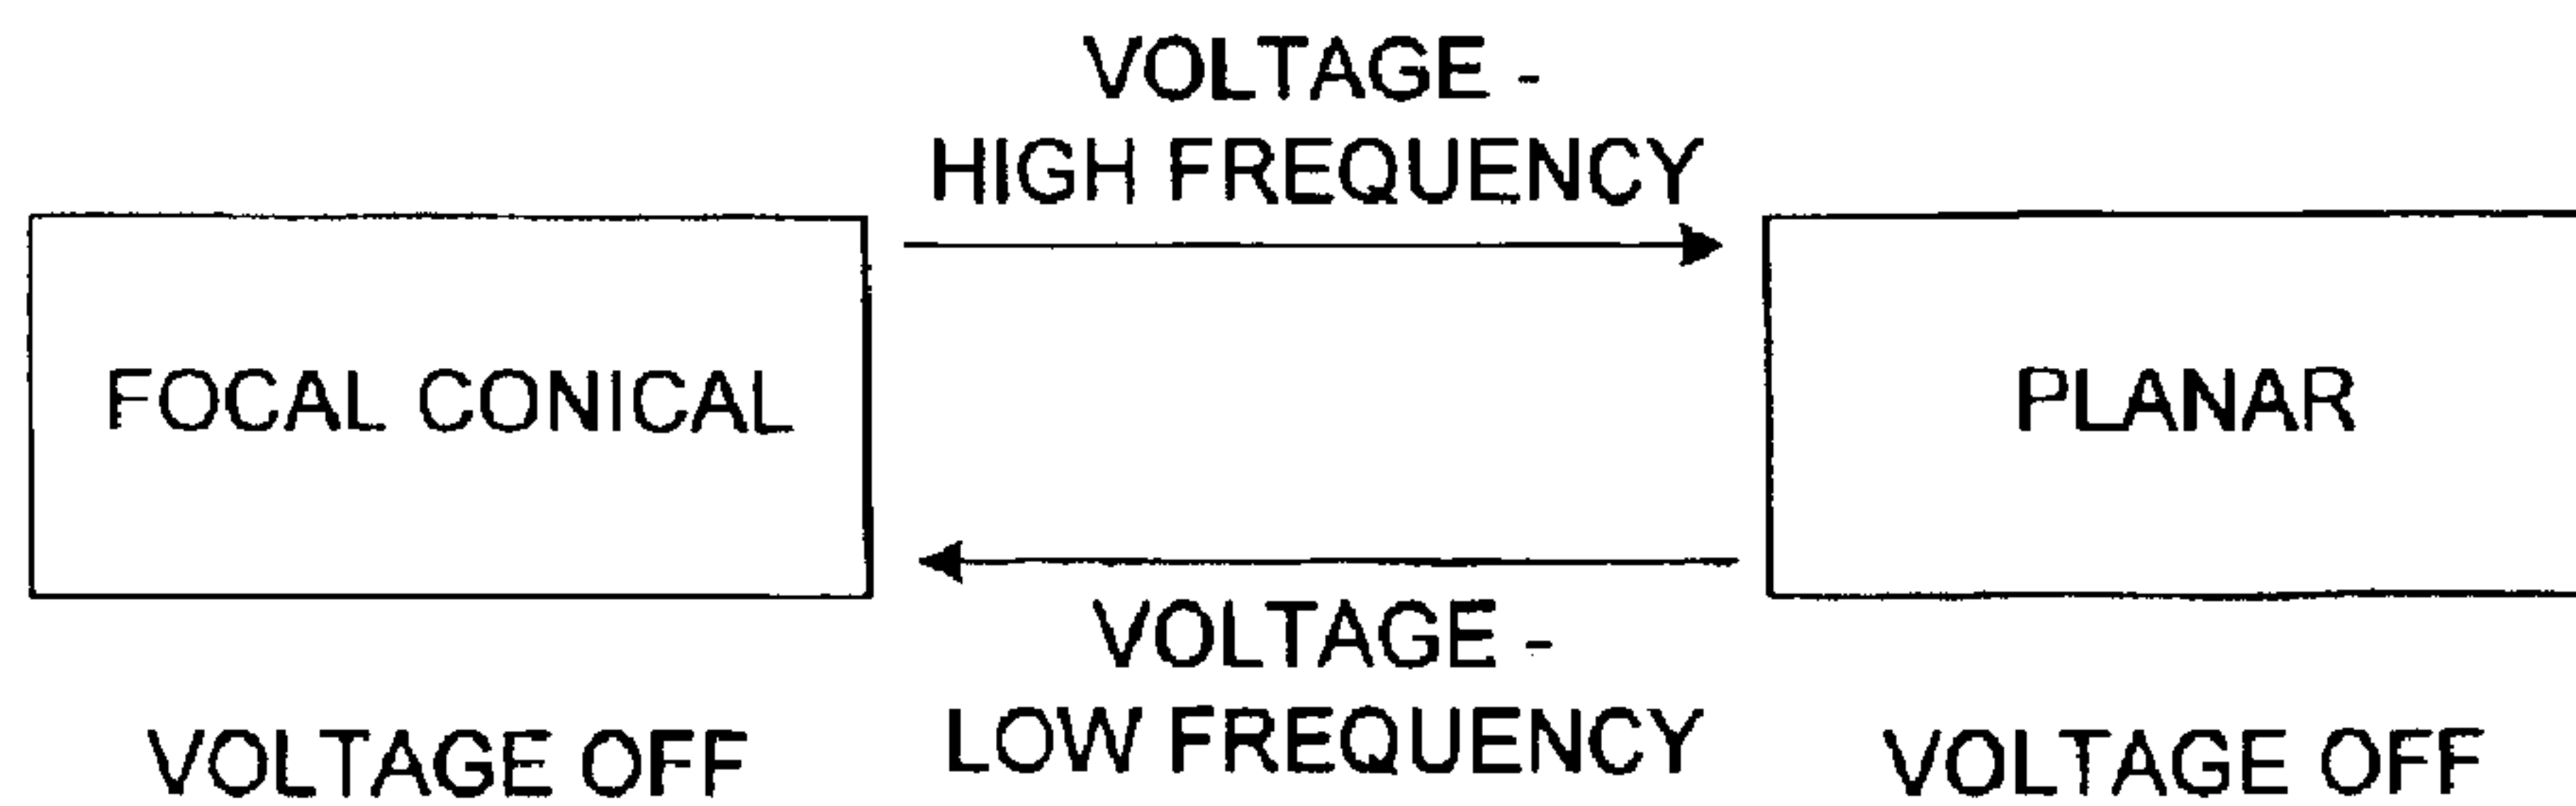 VOLTAGE -
HIGH FREQUENCY
FOCAL CONICAL
PLANAR
VOLTAGE -
LOW FREQUENCY
VOLTAGE OFF
VOLTAGE OFF